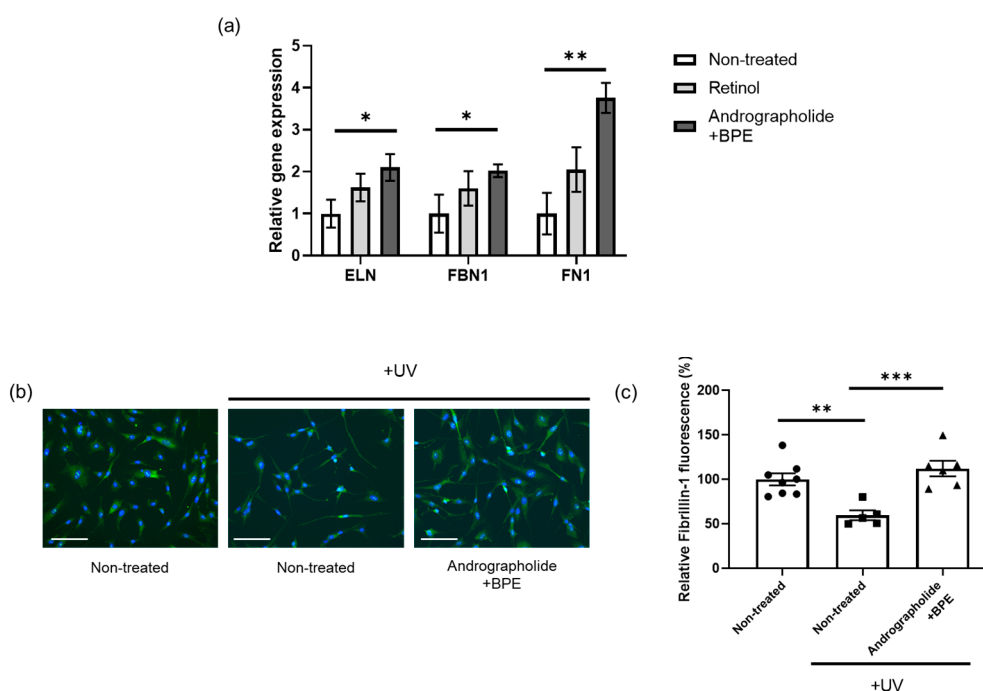 (a)
Relative gene expression
5
4
3
2
1
0
*
*
**
ELN
FBN1
FN1
Non-treated
Retinol
Andrographolide
+BPE
(b)
+UV
Non-treated
Non-treated
Andrographolide
+BPE
(c)
Relative Fibrillin-1 fluorescence (%)
200
150
100
50
0
**
***
Non-treated
Non-treated
Andrographolide
+BPE
+UV